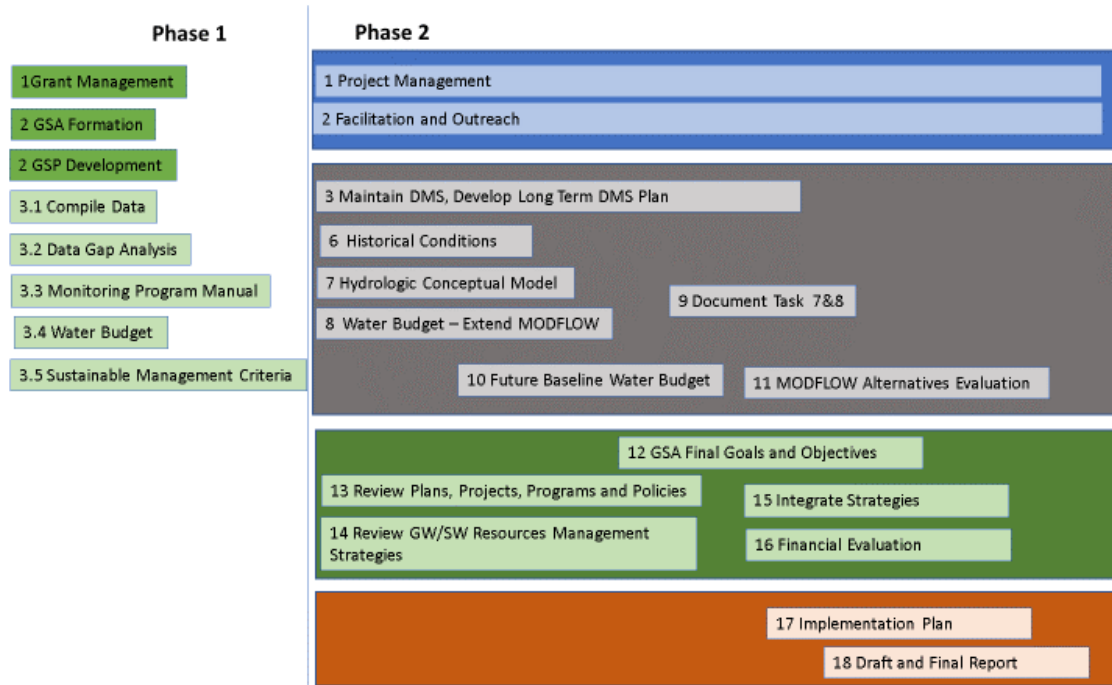 Phase 1
1Grant Management
2 GSA Formation
2 GSP Development
3.1 Compile Data
3.2 Data Gap Analysis
3.3 Monitoring Program Manual
3.4 Water Budget
3.5 Sustainable Management Criteria
Phase 2
1 Project Management
2 Facilitation and Outreach
3 Maintain DMS, Develop Long Term DMS Plan
6 Historical Conditions
7 Hydrologic Conceptual Model
8 Water Budget – Extend MODFLOW
9 Document Task 7&8
10 Future Baseline Water Budget
11 MODFLOW Alternatives Evaluation
12 GSA Final Goals and Objectives
13 Review Plans, Projects, Programs and Policies
14 Review GW/SW Resources Management
Strategies
15 Integrate Strategies
16 Financial Evaluation
17 Implementation Plan
18 Draft and Final Report